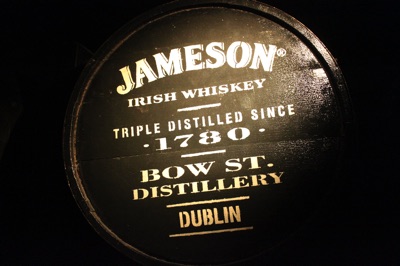 JAMESON®
IRISH WHISKEY
TRIPLE DISTILLED SINCE
·1780·
BOW ST.
DISTILLERY
DUBLIN